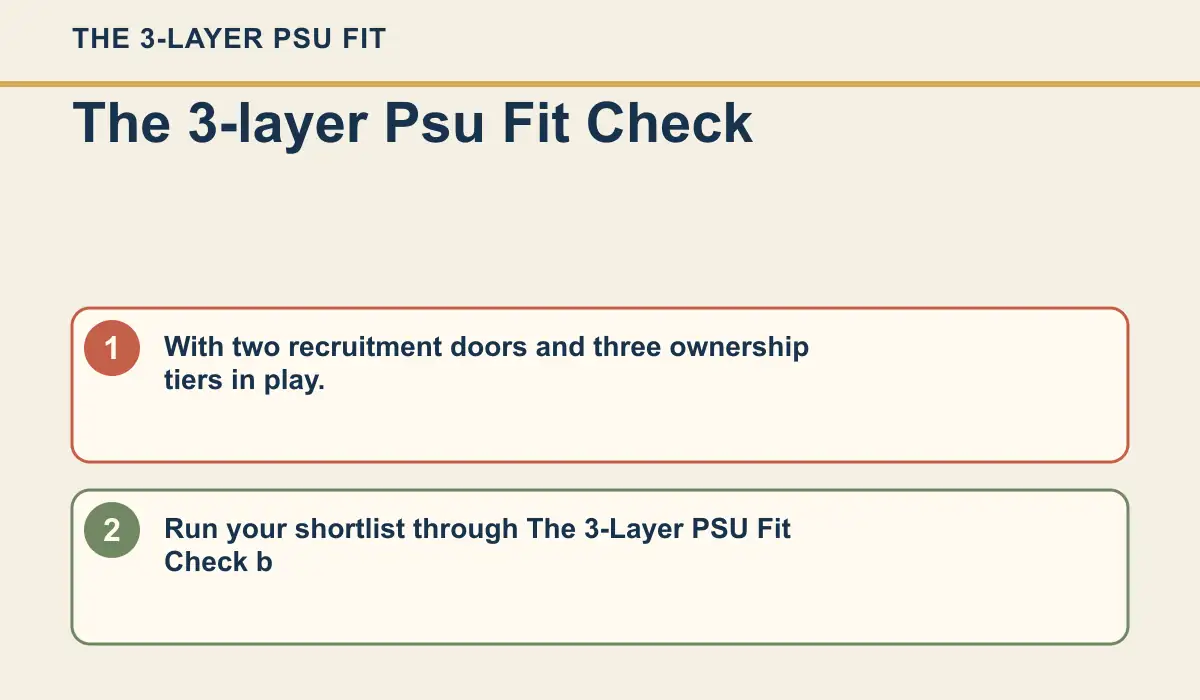 THE 3-LAYER PSU FIT
The 3-layer Psu Fit Check
1
With two recruitment doors and three ownership
tiers in play.
2
Run your shortlist through The 3-Layer PSU Fit
Check b